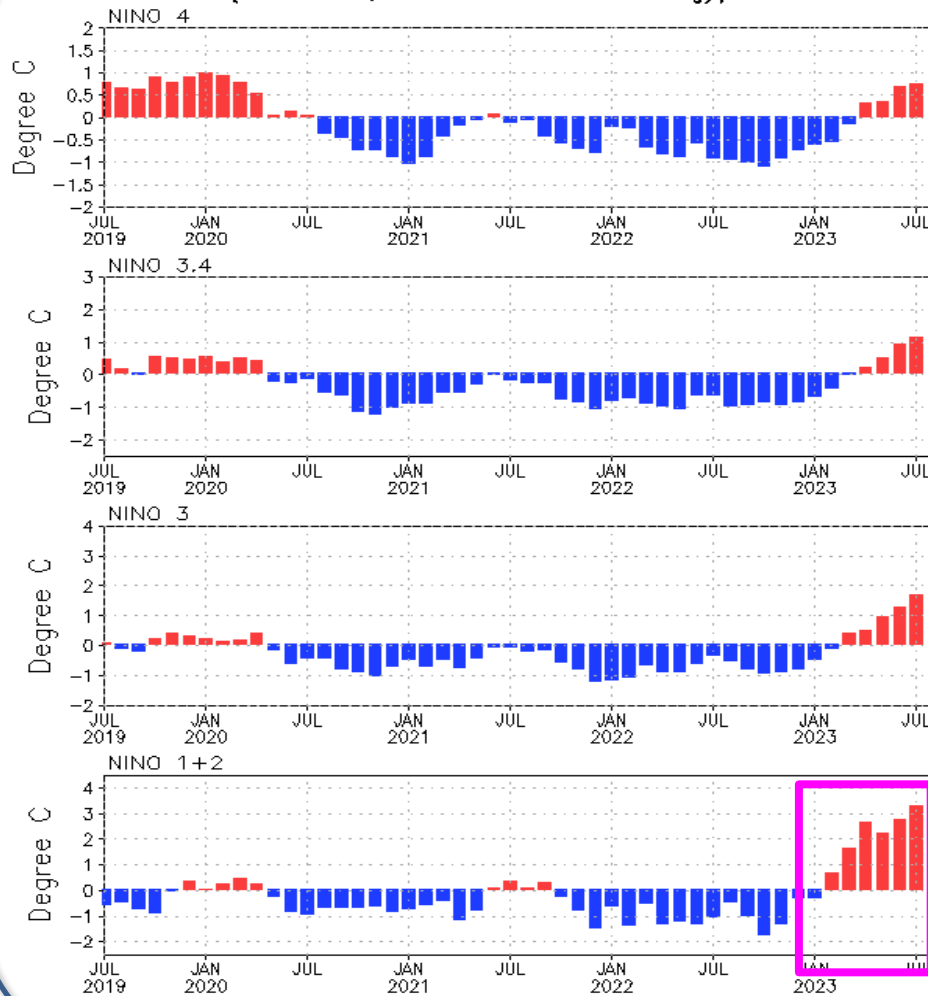 NINO 4
Degree C
2
1.5
1
0.5
0
−0.5
−1
−1.5
−2
JUL 2019
JAN 2020
JUL
JAN 2021
JUL
JAN 2022
JUL
JAN 2023
JUL
NINO 3.4
Degree C
3
2
1
0
−1
−2
JUL 2019
JAN 2020
JUL
JAN 2021
JUL
JAN 2022
JUL
JAN 2023
JUL
NINO 3
Degree C
4
3
2
1
0
−1
−2
JUL 2019
JAN 2020
JUL
JAN 2021
JUL
JAN 2022
JUL
JAN 2023
JUL
NINO 1+2
Degree C
4
3
2
1
0
−1
−2
JUL 2019
JAN 2020
JUL
JAN 2021
JUL
JAN 2022
JUL
JAN 2023
JUL